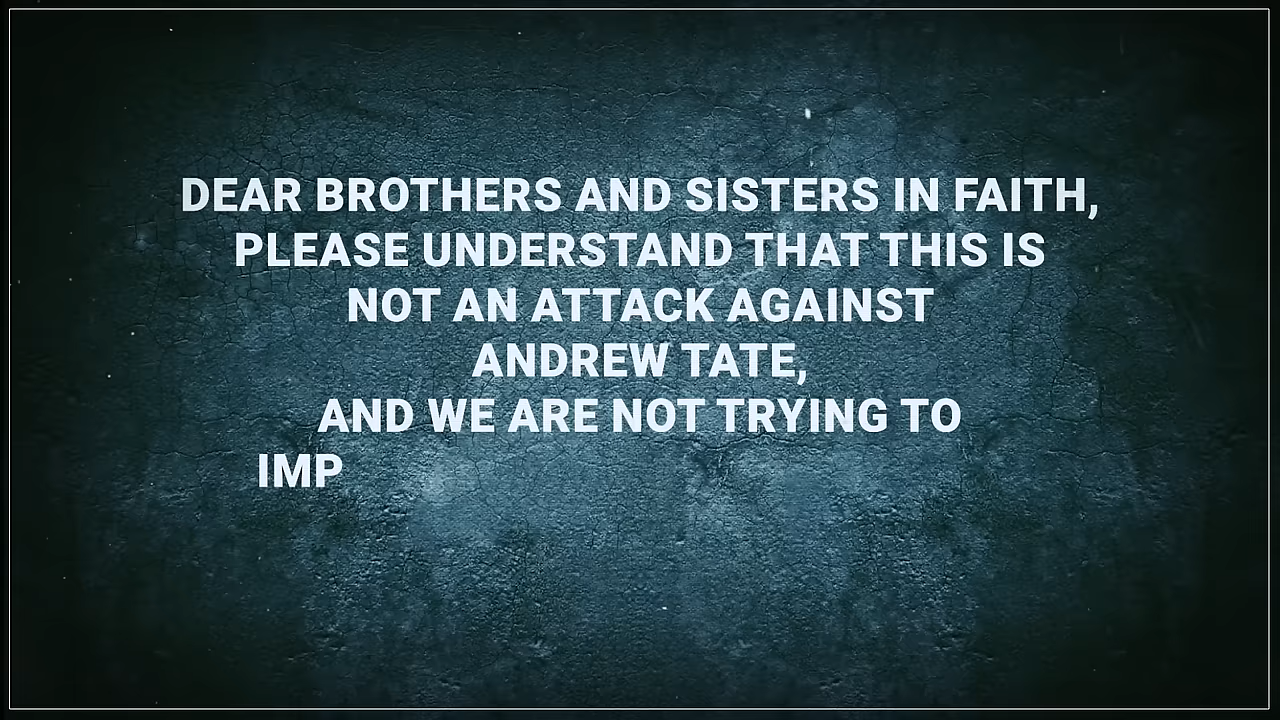 DEAR BROTHERS AND SISTERS IN FAITH,
PLEASE UNDERSTAND THAT THIS IS
NOT AN ATTACK AGAINST
ANDREW TATE,
AND WE ARE NOT TRYING TO
IMP